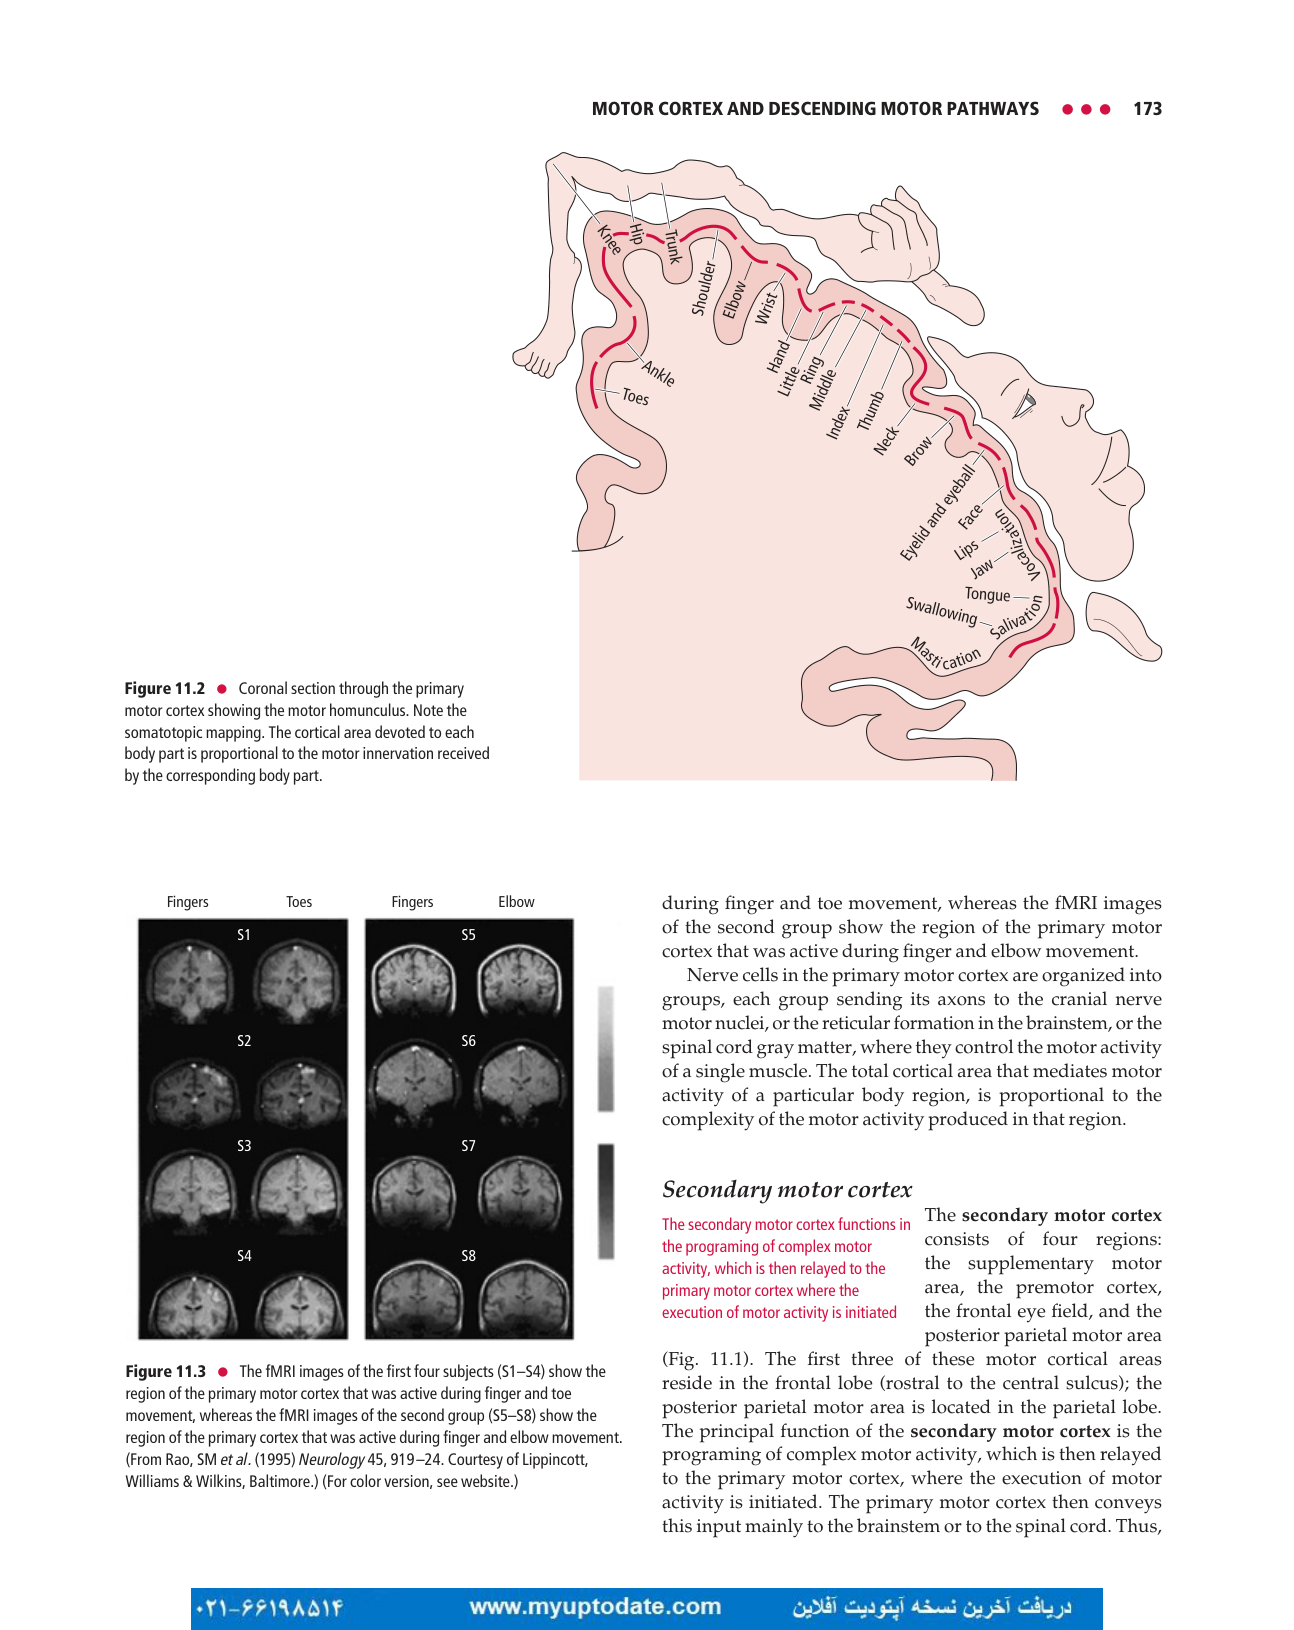 MOTOR CORTEX AND DESCENDING MOTOR PATHWAYS ● ● ● 173
Knee
Hip
Trunk
Shoulder
Elbow
Wrist
Hand
Little
Ring
Middle
Index
Thumb
Neck
Brow
Eyelid and eyeball
Face
Lips
Jaw
Vocalization
Tongue
Swallowing
Salivation
Mastication
Ankle
Toes
Figure 11.2 ● Coronal section through the primary
motor cortex showing the motor homunculus. Note the
somatotopic mapping. The cortical area devoted to each
body part is proportional to the motor innervation received
by the corresponding body part.
Fingers Toes Fingers Elbow
S1 S5
S2 S6
S3 S7
S4 S8
Figure 11.3 ● The fMRI images of the first four subjects (S1–S4) show the
region of the primary motor cortex that was active during finger and toe
movement, whereas the fMRI images of the second group (S5–S8) show the
region of the primary cortex that was active during finger and elbow movement.
(From Rao, SM et al. (1995) Neurology 45, 919–24. Courtesy of Lippincott,
Williams & Wilkins, Baltimore.) (For color version, see website.)
during finger and toe movement, whereas the fMRI images
of the second group show the region of the primary motor
cortex that was active during finger and elbow movement.
Nerve cells in the primary motor cortex are organized into
groups, each group sending its axons to the cranial nerve
motor nuclei, or the reticular formation in the brainstem, or the
spinal cord gray matter, where they control the motor activity
of a single muscle. The total cortical area that mediates motor
activity of a particular body region, is proportional to the
complexity of the motor activity produced in that region.
Secondary motor cortex
The secondary motor cortex functions in
the programing of complex motor
activity, which is then relayed to the
primary motor cortex where the
execution of motor activity is initiated
The secondary motor cortex
consists of four regions:
the supplementary motor
area, the premotor cortex,
the frontal eye field, and the
posterior parietal motor area
(Fig. 11.1). The first three of these motor cortical areas
reside in the frontal lobe (rostral to the central sulcus); the
posterior parietal motor area is located in the parietal lobe.
The principal function of the secondary motor cortex is the
programing of complex motor activity, which is then relayed
to the primary motor cortex, where the execution of motor
activity is initiated. The primary motor cortex then conveys
this input mainly to the brainstem or to the spinal cord. Thus,
۰۲۱-۶۶۱۹۸۵۱۴ www.myuptodate.com دریافت آخرین نسخه آپتودیت آفلاین